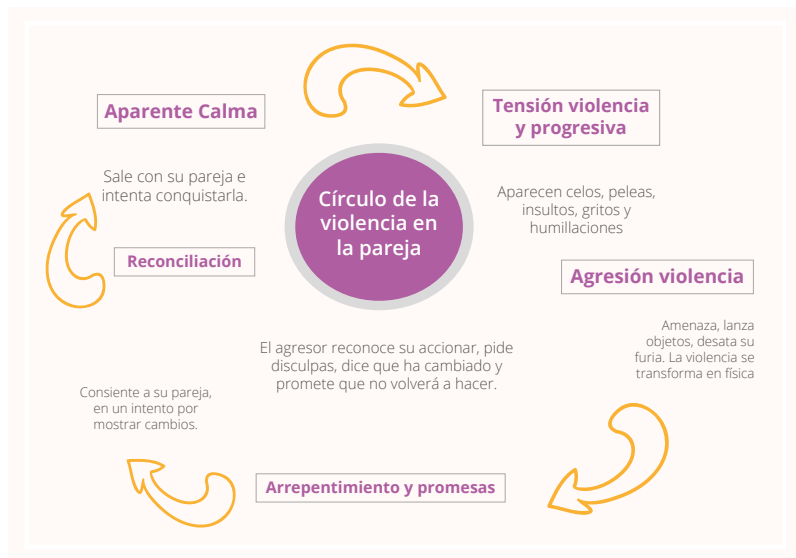 Aparente Calma
Sale con su pareja e
intenta conquistarla.
Tensión violencia
y progresiva
Aparecen celos, peleas,
insultos, gritos y
humillaciones
Círculo de la
violencia en
la pareja
Agresión violencia
Amenaza, lanza
objetos, desata su
furia. La violencia se
transforma en física
El agresor reconoce su accionar, pide
disculpas, dice que ha cambiado y
promete que no volverá a hacer.
Arrepentimiento y promesas
Reconciliación
Consiente a su pareja,
en un intento por
mostrar cambios.